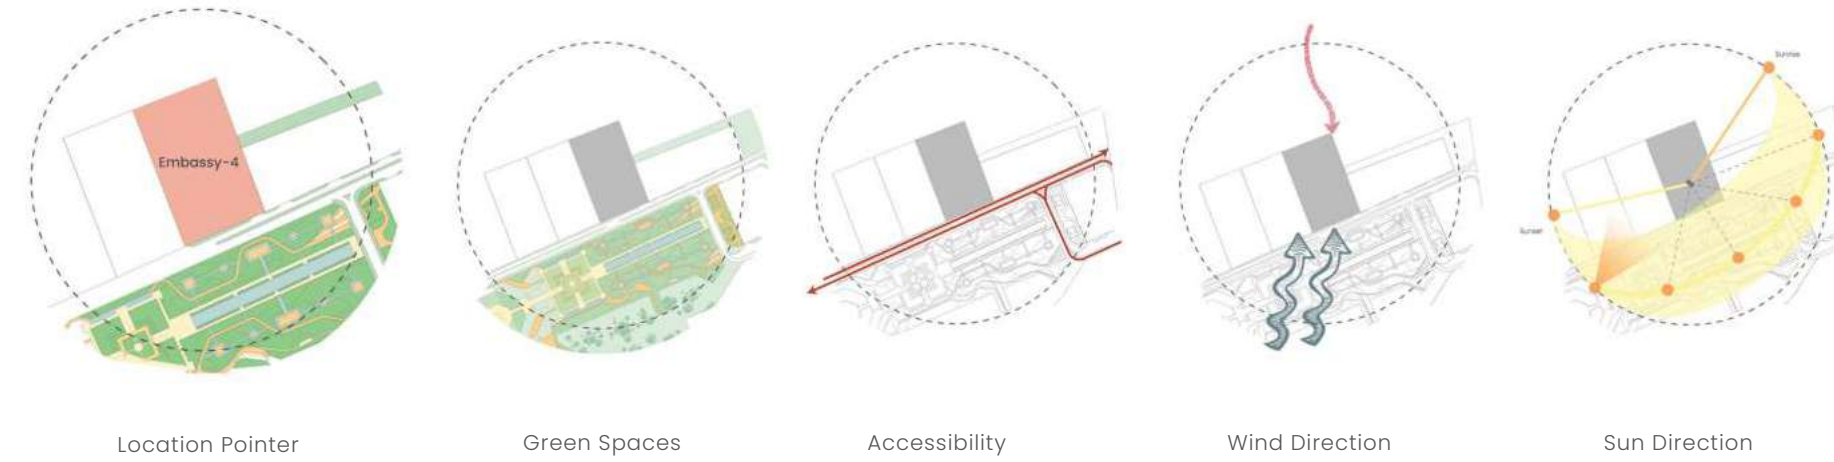 Embassy-4
Sunrise
Sunset
Location Pointer
Green Spaces
Accessibility
Wind Direction
Sun Direction